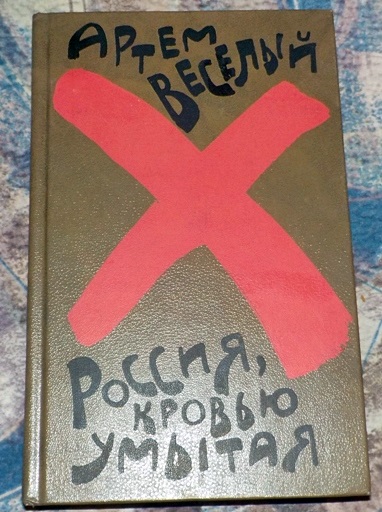 Артем
Веселый
Россия,
кровью
умытая